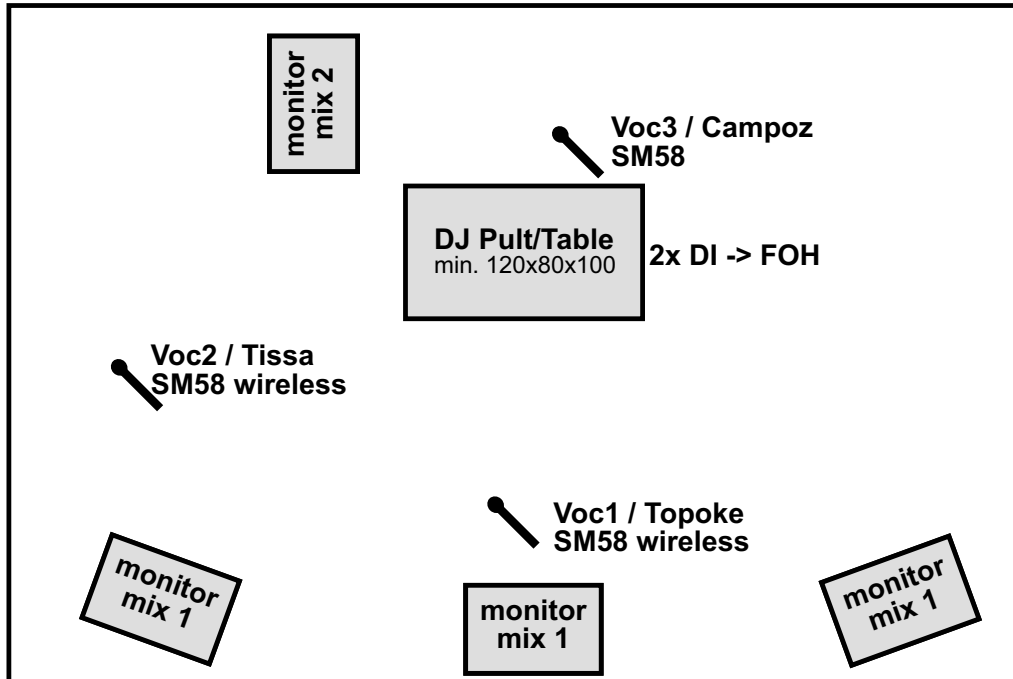 monitor
mix 2
Voc3 / Campoz
SM58
DJ Pult/Table
min. 120x80x100
2x DI -> FOH
Voc2 / Tissa
SM58 wireless
Voc1 / Topoke
SM58 wireless
monitor
mix 1
monitor
mix 1
monitor
mix 1